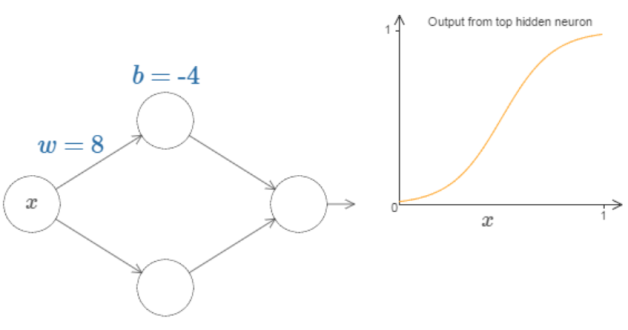 b = -4
w = 8
x
Output from top hidden neuron
1
0
x
1